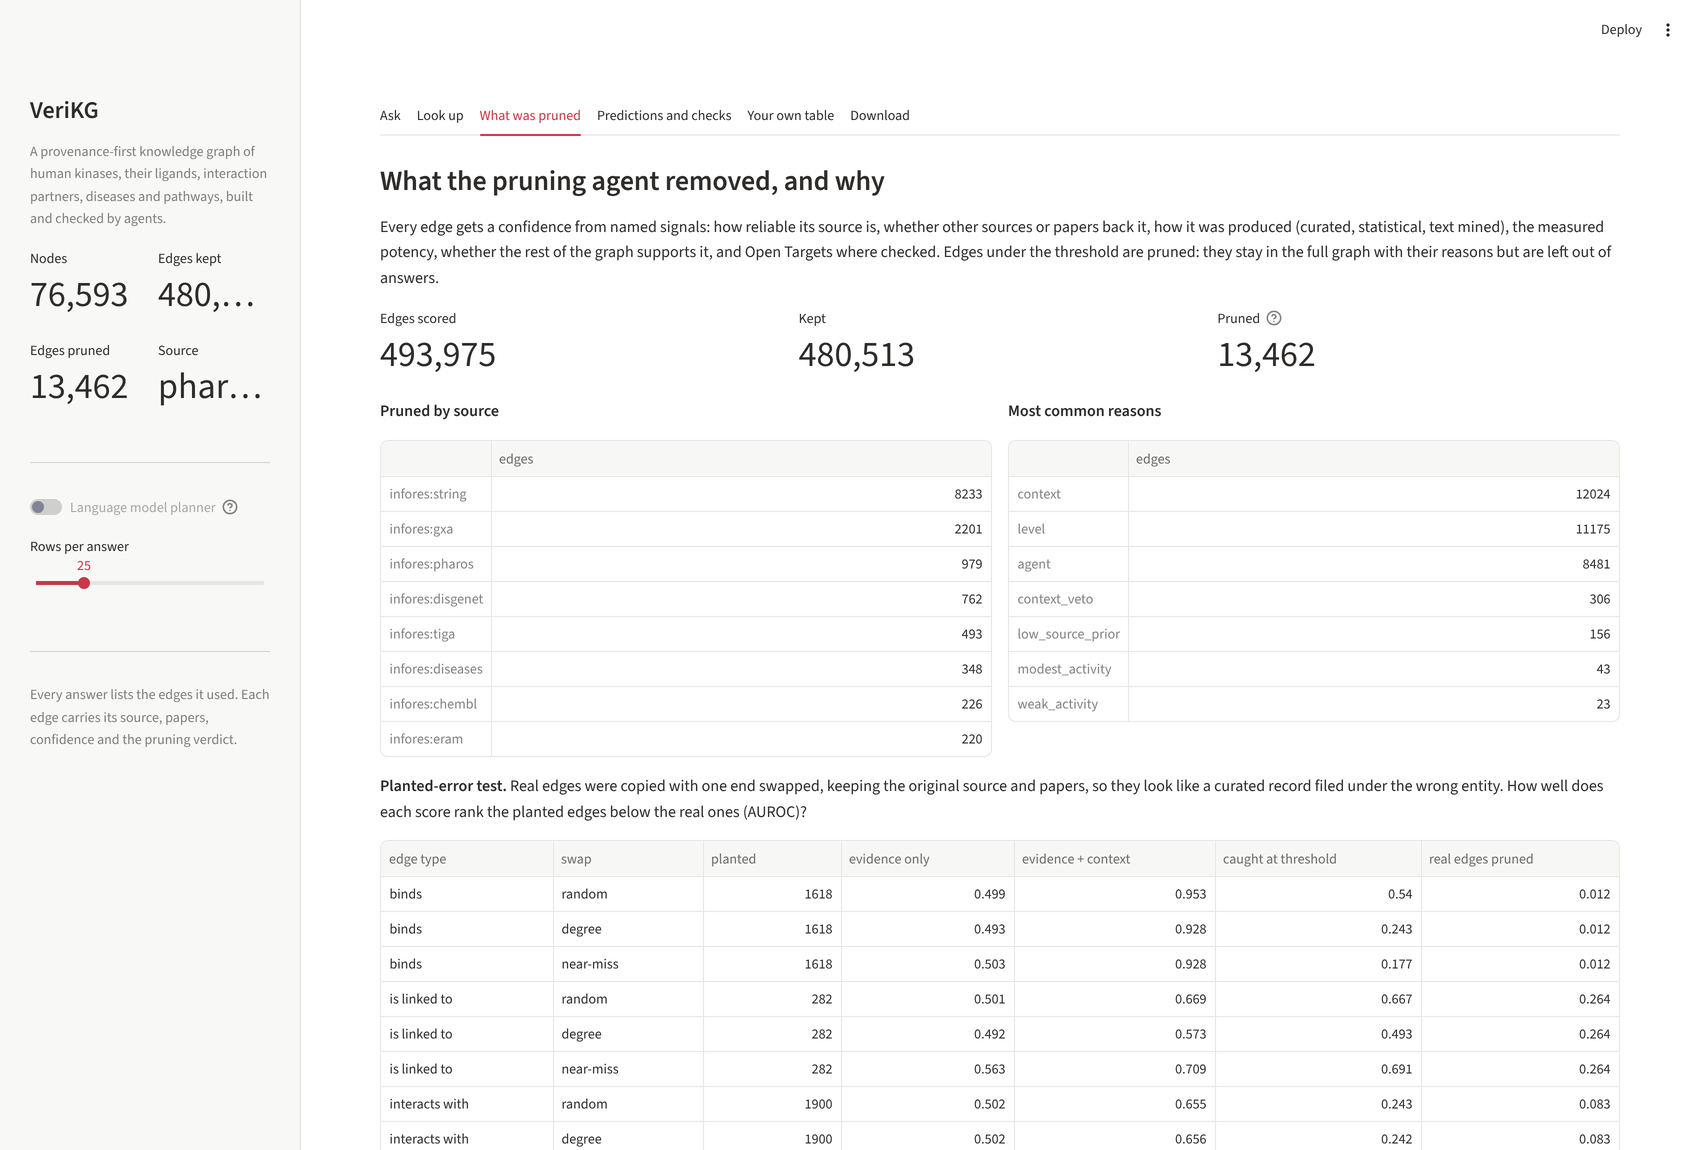 Deploy
VeriKG
A provenance-first knowledge graph of
human kinases, their ligands, interaction
partners, diseases and pathways, built
and checked by agents.
Nodes Edges kept
76,593 480,...
Edges pruned Source
13,462 phar...
Language model planner
Rows per answer
25
Every answer lists the edges it used. Each
edge carries its source, papers,
confidence and the pruning verdict.
Ask Look up What was pruned Predictions and checks Your own table Download
What the pruning agent removed, and why
Every edge gets a confidence from named signals: how reliable its source is, whether other sources or papers back it, how it was produced (curated, statistical, text mined), the measured
potency, whether the rest of the graph supports it, and Open Targets where checked. Edges under the threshold are pruned: they stay in the full graph with their reasons but are left out of
answers.
Edges scored Kept Pruned
493,975 480,513 13,462
Pruned by source
edges
infores:string 8233
infores:gxa 2201
infores:pharos 979
infores:disgenet 762
infores:tiga 493
infores:diseases 348
infores:chembl 226
infores:eram 220
Most common reasons
edges
context 12024
level 11175
agent 8481
context_veto 306
low_source_prior 156
modest_activity 43
weak_activity 23
Planted-error test. Real edges were copied with one end swapped, keeping the original source and papers, so they look like a curated record filed under the wrong entity. How well does
each score rank the planted edges below the real ones (AUROC)?
edge type swap planted evidence only evidence + context caught at threshold real edges pruned
binds random 1618 0.499 0.953 0.54 0.012
binds degree 1618 0.493 0.928 0.243 0.012
binds near-miss 1618 0.503 0.928 0.177 0.012
is linked to random 282 0.501 0.669 0.667 0.264
is linked to degree 282 0.492 0.573 0.493 0.264
is linked to near-miss 282 0.563 0.709 0.691 0.264
interacts with random 1900 0.502 0.655 0.243 0.083
interacts with degree 1900 0.502 0.656 0.242 0.083